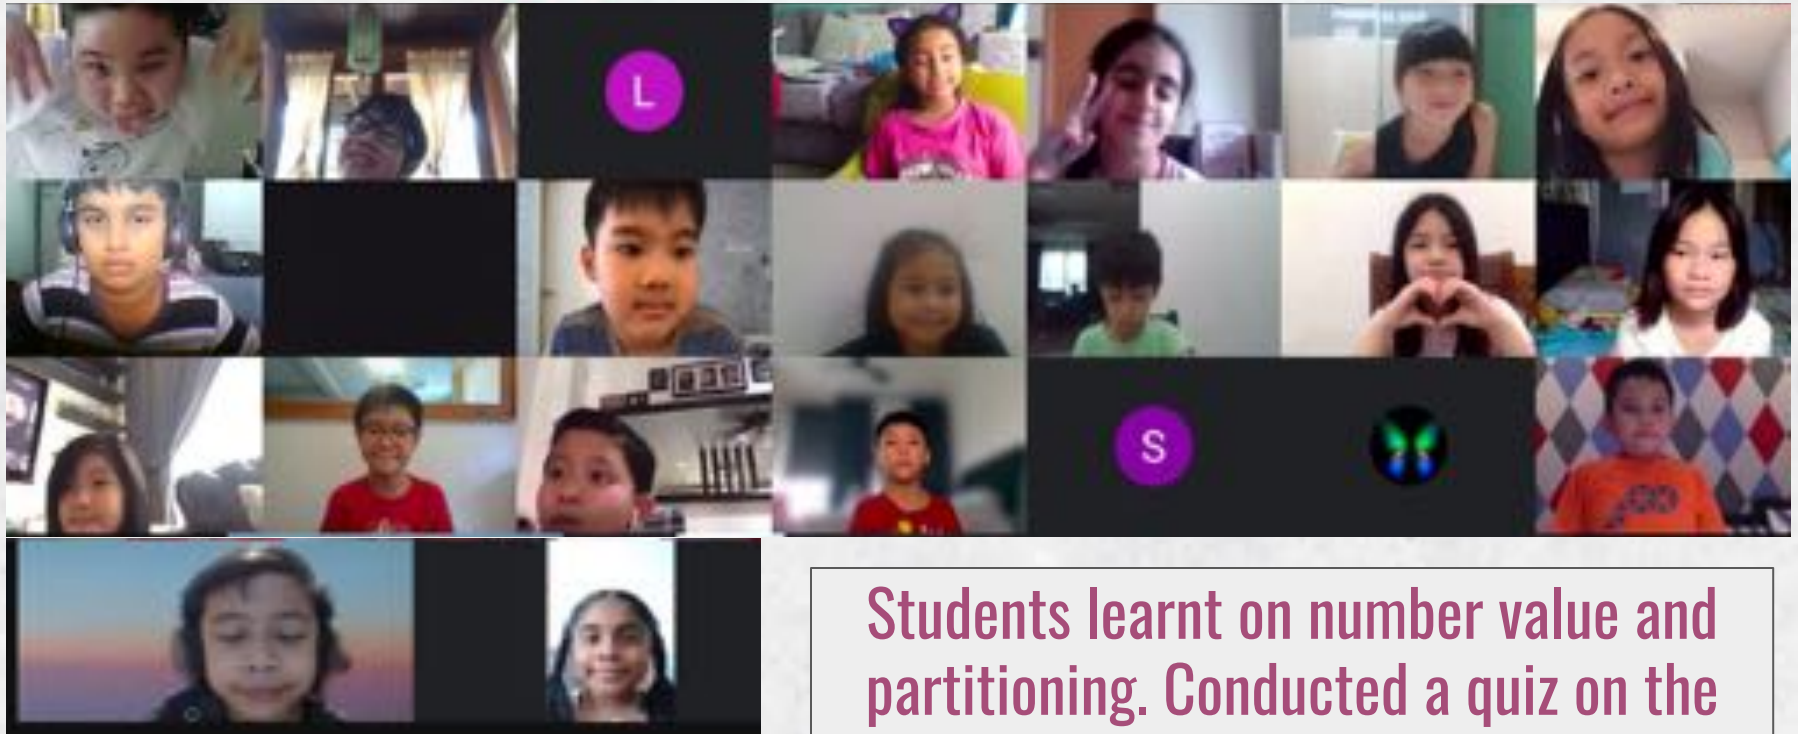 L
S
Students learnt on number value and
partitioning. Conducted a quiz on the